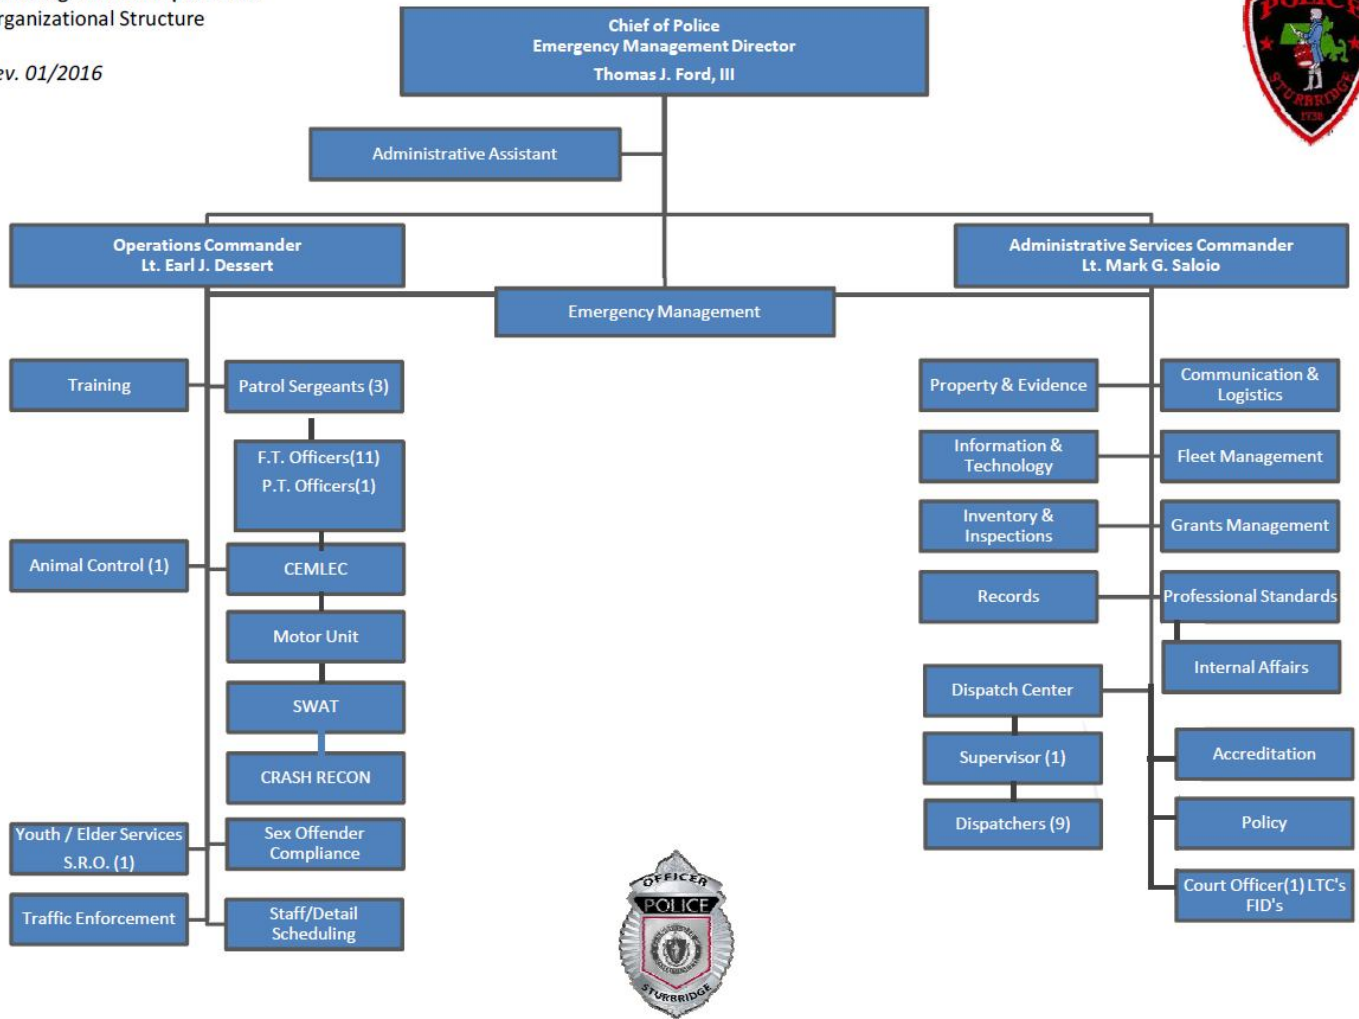 rganizational Structure
ev. 01/2016
Chief of Police
Emergency Management Director
Thomas J. Ford, III
POLICE
STURBRIDGE
1738
Administrative Assistant
Operations Commander
Lt. Earl J. Dessert
Administrative Services Commander
Lt. Mark G. Saloio
Emergency Management
Training
Patrol Sergeants (3)
F.T. Officers(11)
P.T. Officers(1)
Animal Control (1)
CEMLEC
Motor Unit
SWAT
CRASH RECON
Youth / Elder Services
S.R.O. (1)
Sex Offender
Compliance
Traffic Enforcement
Staff/Detail
Scheduling
Property & Evidence
Communication &
Logistics
Information &
Technology
Fleet Management
Inventory &
Inspections
Grants Management
Records
Professional Standards
Internal Affairs
Dispatch Center
Supervisor (1)
Dispatchers (9)
Accreditation
Policy
Court Officer(1) LTC's
FID's
OFFICER
POLICE
STURBRIDGE